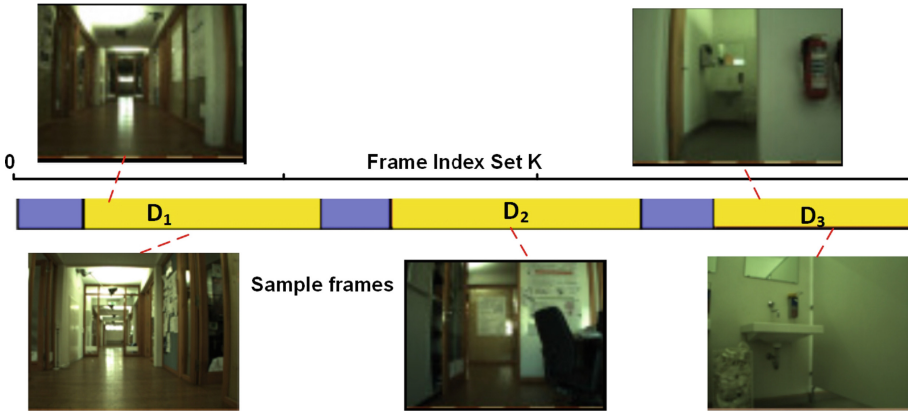 0
Frame Index Set K
D₁
D₂
D₃
Sample frames